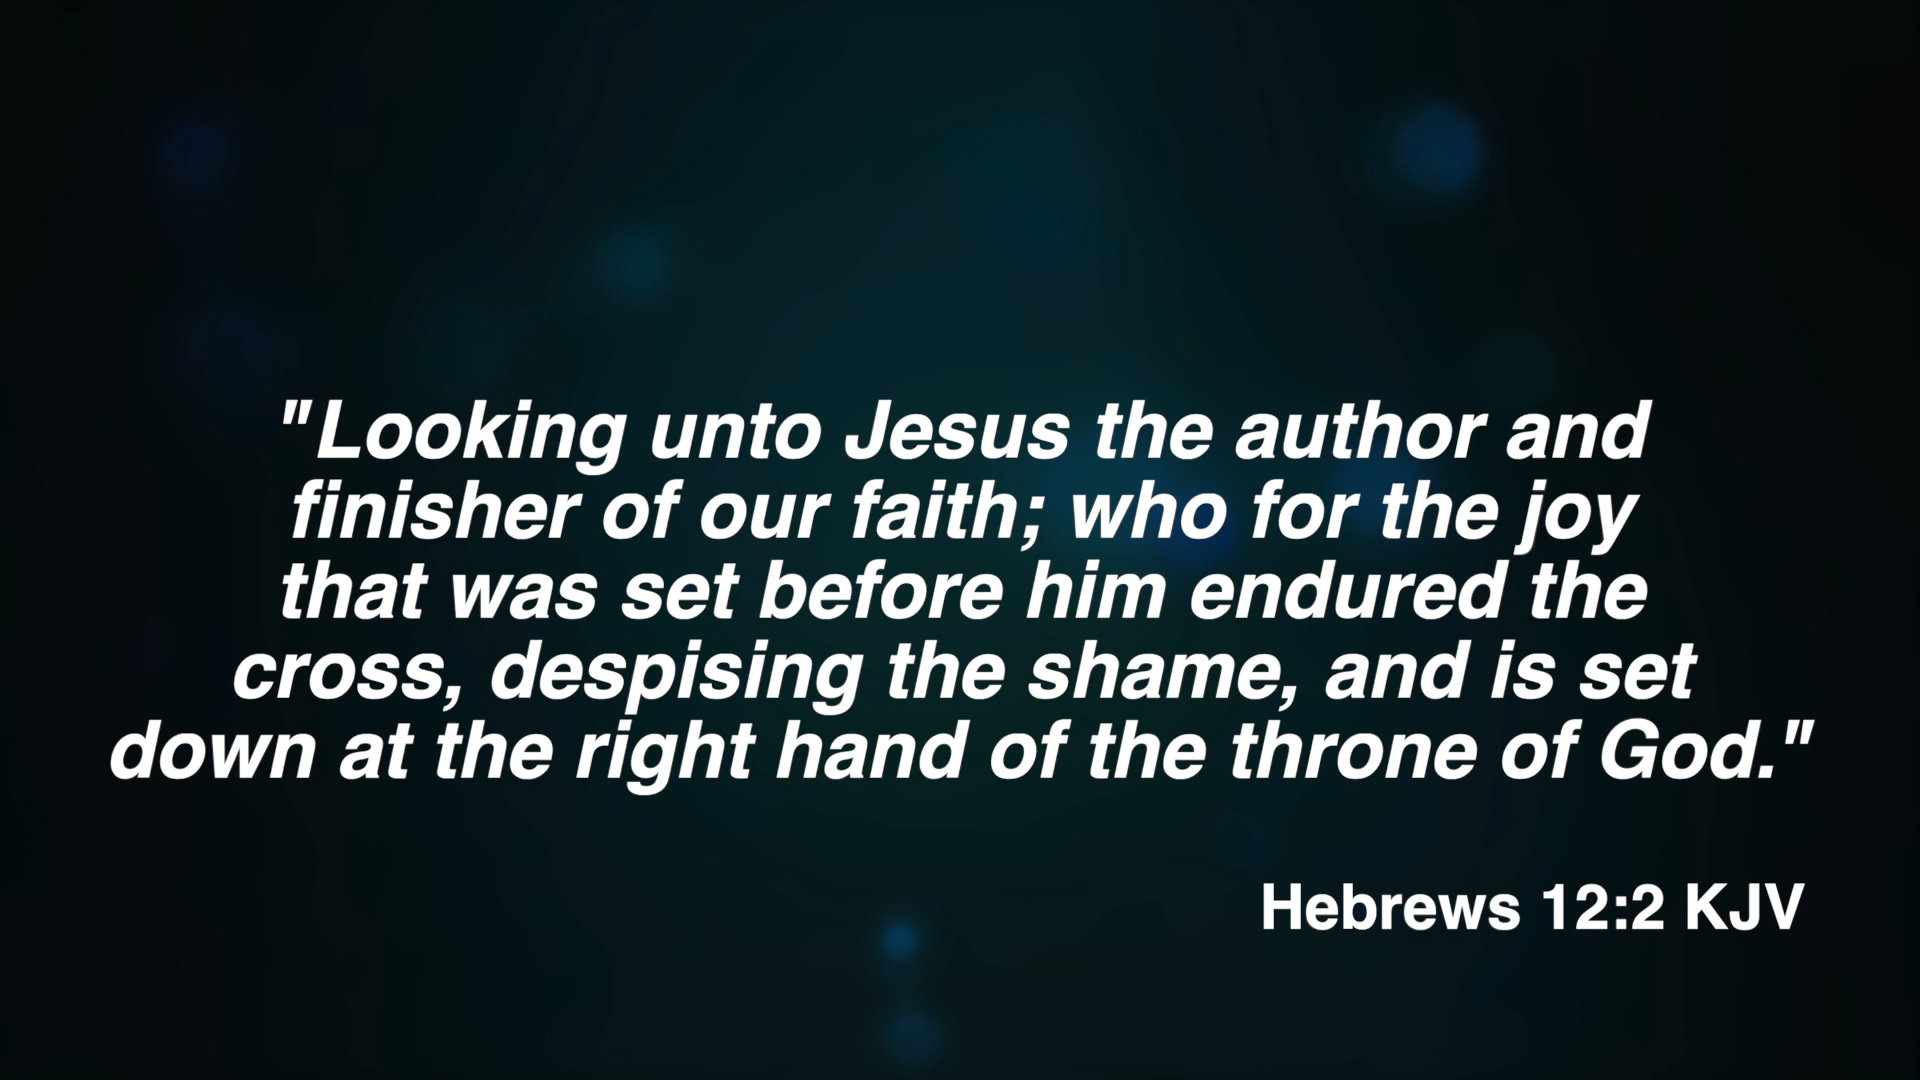 "Looking unto Jesus the author and
finisher of our faith; who for the joy
that was set before him endured the
cross, despising the shame, and is set
down at the right hand of the throne of God."
Hebrews 12:2 KJV